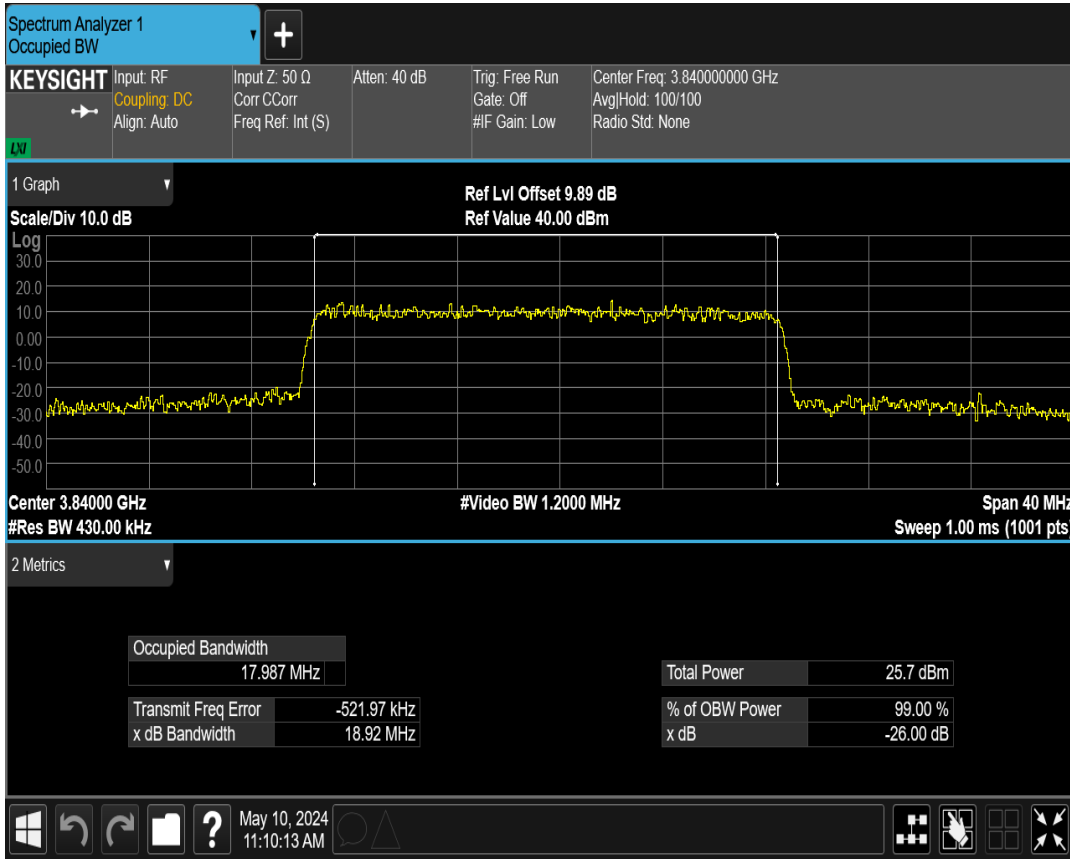 Spectrum Analyzer 1
Occupied BW
KEYSIGHT
LXI
Input: RF
Coupling: DC
Align: Auto
Input Z: 50 Ω
Corr CCorr
Freq Ref: Int (S)
Atten: 40 dB
Trig: Free Run
Gate: Off
#IF Gain: Low
Center Freq: 3.840000000 GHz
Avg|Hold: 100/100
Radio Std: None
1 Graph
Scale/Div 10.0 dB
Ref Lvl Offset 9.89 dB
Ref Value 40.00 dBm
Log
30.0
20.0
10.0
0.00
-10.0
-20.0
-30.0
-40.0
-50.0
Center 3.84000 GHz
#Video BW 1.2000 MHz
Span 40 MHz
#Res BW 430.00 kHz
Sweep 1.00 ms (1001 pts)
2 Metrics
Occupied Bandwidth
17.987 MHz
Total Power 25.7 dBm
Transmit Freq Error -521.97 kHz
% of OBW Power 99.00 %
x dB Bandwidth 18.92 MHz
x dB -26.00 dB
May 10, 2024
11:10:13 AM